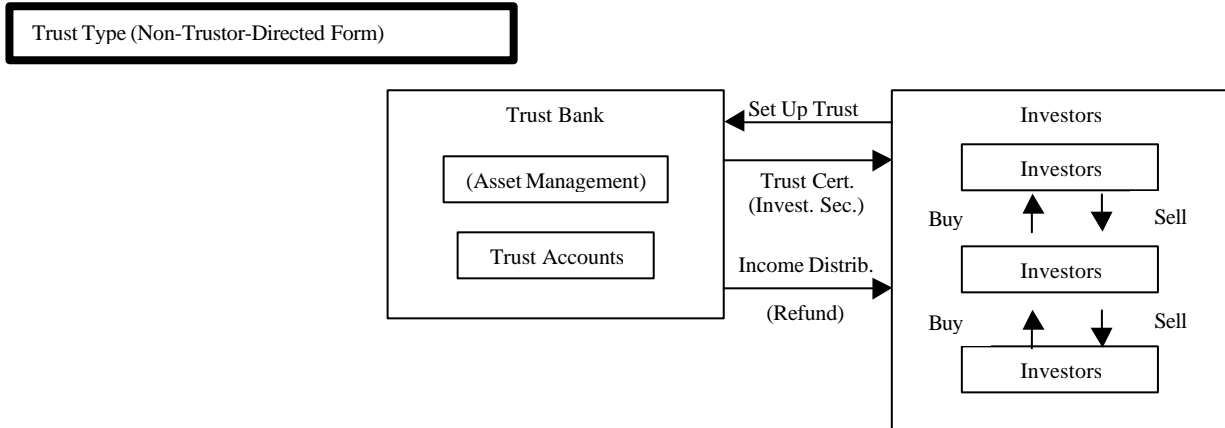 Trust Type (Non-Trustor-Directed Form)
Trust Bank
(Asset Management)
Trust Accounts
Set Up Trust
Trust Cert.
(Invest. Sec.)
Income Distrib.
(Refund)
Investors
Investors
Buy
Sell
Investors
Buy
Sell
Investors